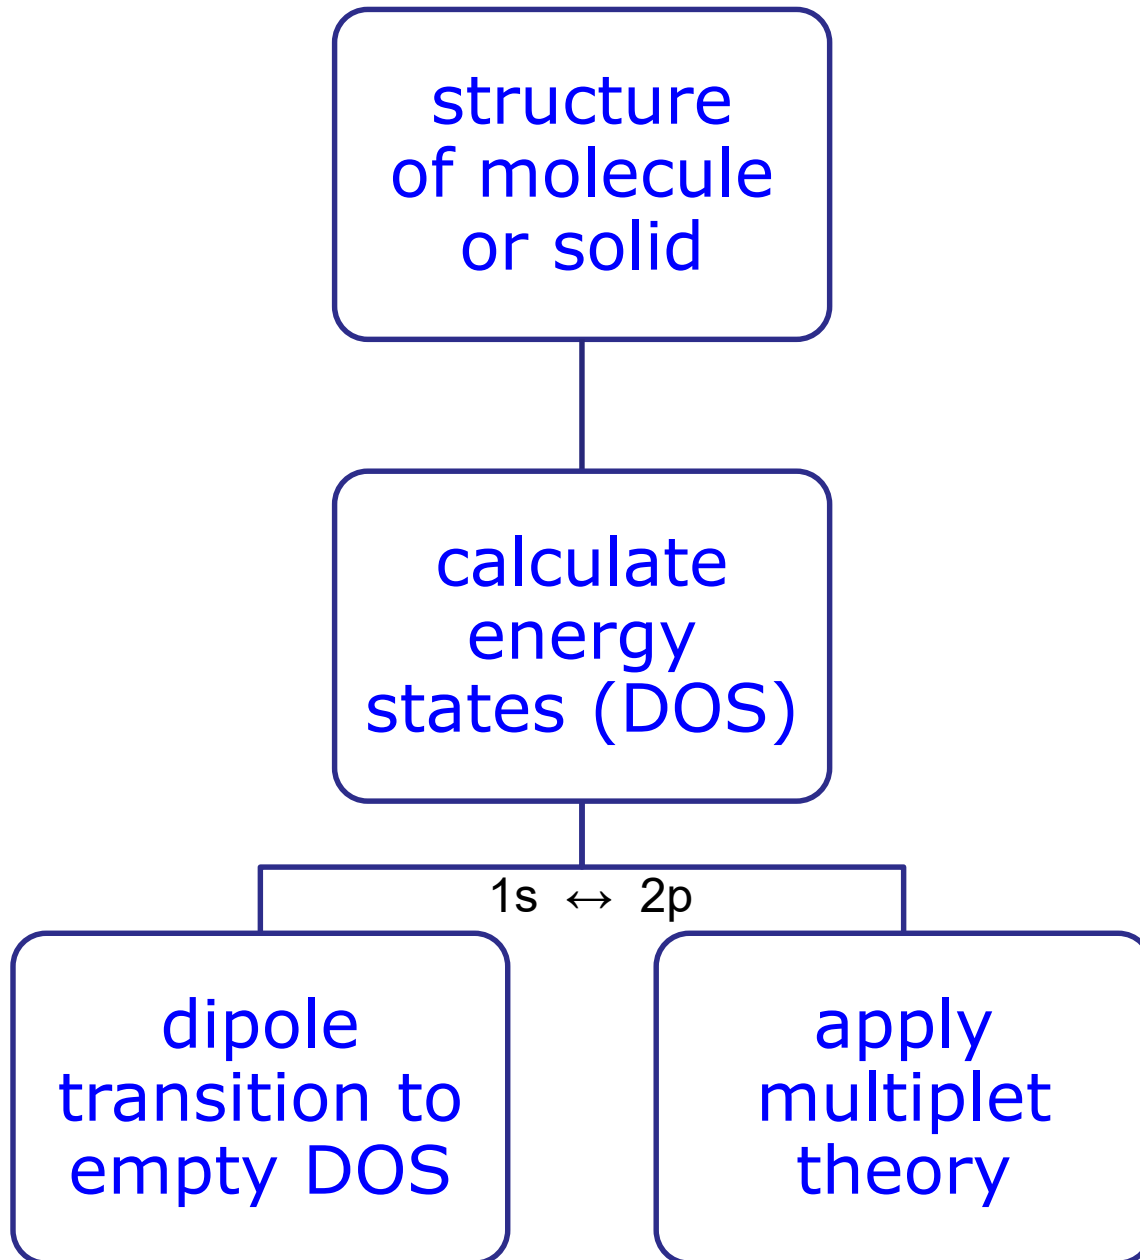 structure
of molecule
or solid
calculate
energy
states (DOS)
1s ↔ 2p
dipole
transition to
empty DOS
apply
multiplet
theory